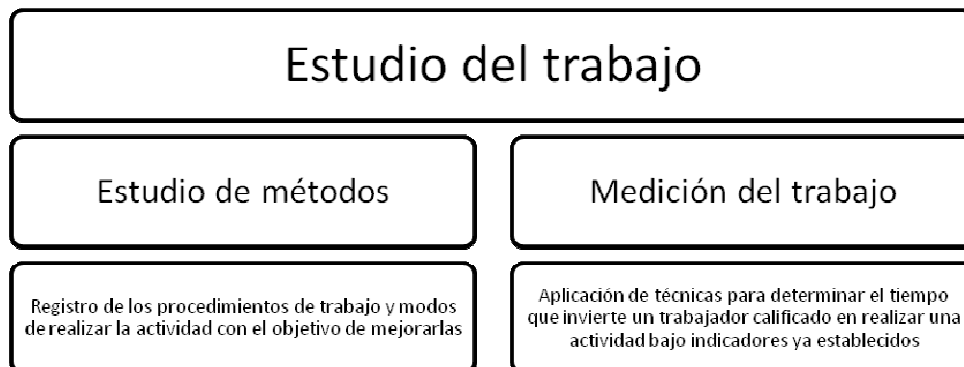 Estudio del trabajo
Estudio de métodos
Medición del trabajo
Registro de los procedimientos de trabajo y modos
de realizar la actividad con el objetivo de mejorarlas
Aplicación de técnicas para determinar el tiempo
que invierte un trabajador calificado en realizar una
actividad bajo indicadores ya establecidos